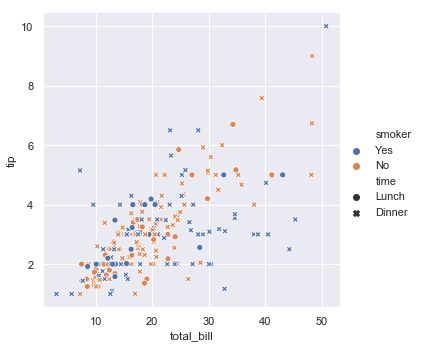 10
8
6
4
2
tip
10
20
30
40
50
total_bill
smoker
Yes
No
time
Lunch
Dinner